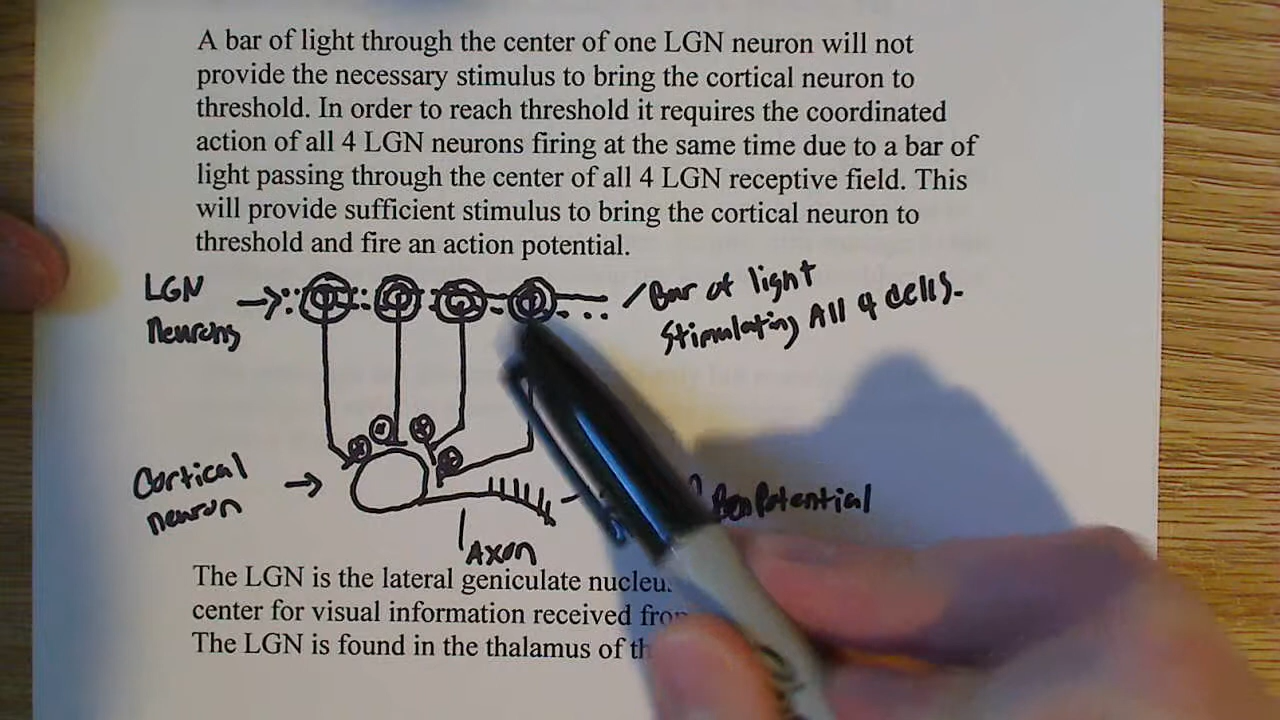 A bar of light through the center of one LGN neuron will not
provide the necessary stimulus to bring the cortical neuron to
threshold. In order to reach threshold it requires the coordinated
action of all 4 LGN neurons firing at the same time due to a bar of
light passing through the center of all 4 LGN receptive field. This
will provide sufficient stimulus to bring the cortical neuron to
threshold and fire an action potential.
LGN
Neurons
Bar of light
Stimulating All 4 cells.
Cortical
neuron
Potential
Axon
The LGN is the lateral geniculate
center for visual information received
The LGN is found in the thalamus of